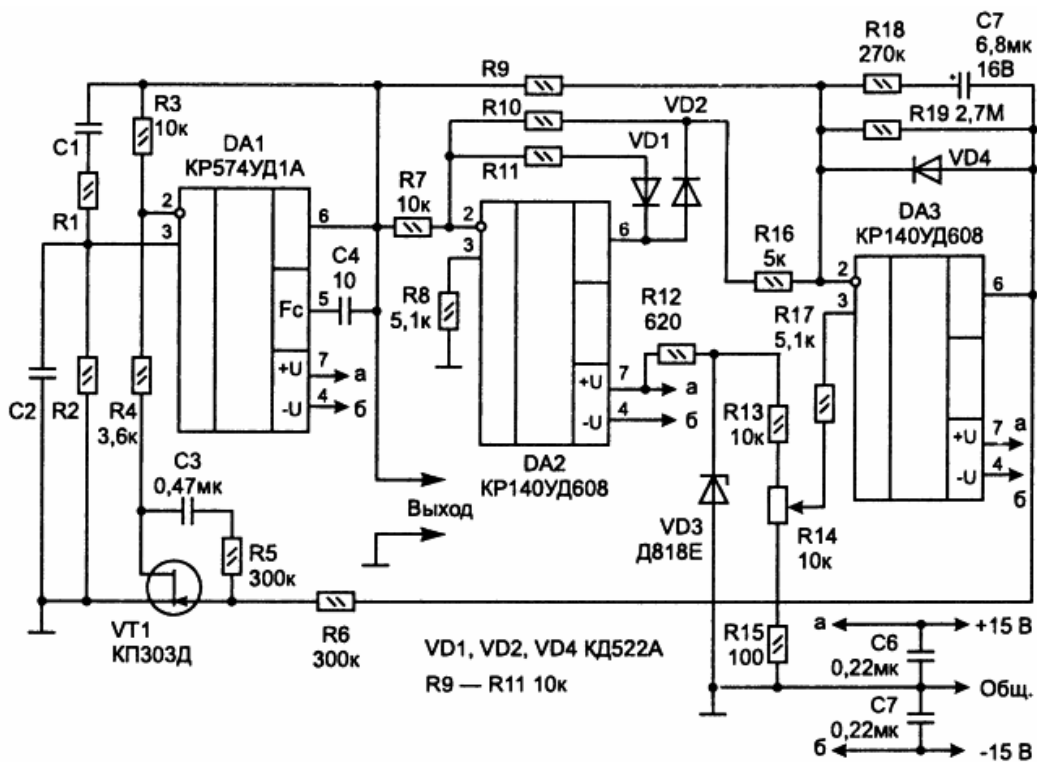 C7
6,8мк
16В
R18
270к
+
R9
R10
VD2
R3
10к
VD1
R19 2,7М
C1
DA1
КР574УД1А
R11
VD4
R7
10к
DA3
КР140УД608
R1
2
3
6
2
3
6
R16
5к
2
3
6
C4
10
R8
5,1к
Fc
5
R12
620
R17
5,1к
+U
7
а
-U
4
б
+U
7
а
-U
4
б
C2
R2
R4
3,6к
R13
10к
+U
7
а
-U
4
б
C3
0,47мк
DA2
КР140УД608
Выход
VD3
Д818Е
R14
10к
R5
300к
VT1
КП303Д
R6
300к
VD1, VD2, VD4 КД522А
R9 — R11 10к
R15
100
а
+15 В
C6
0,22мк
Общ.
C7
0,22мк
б
-15 В